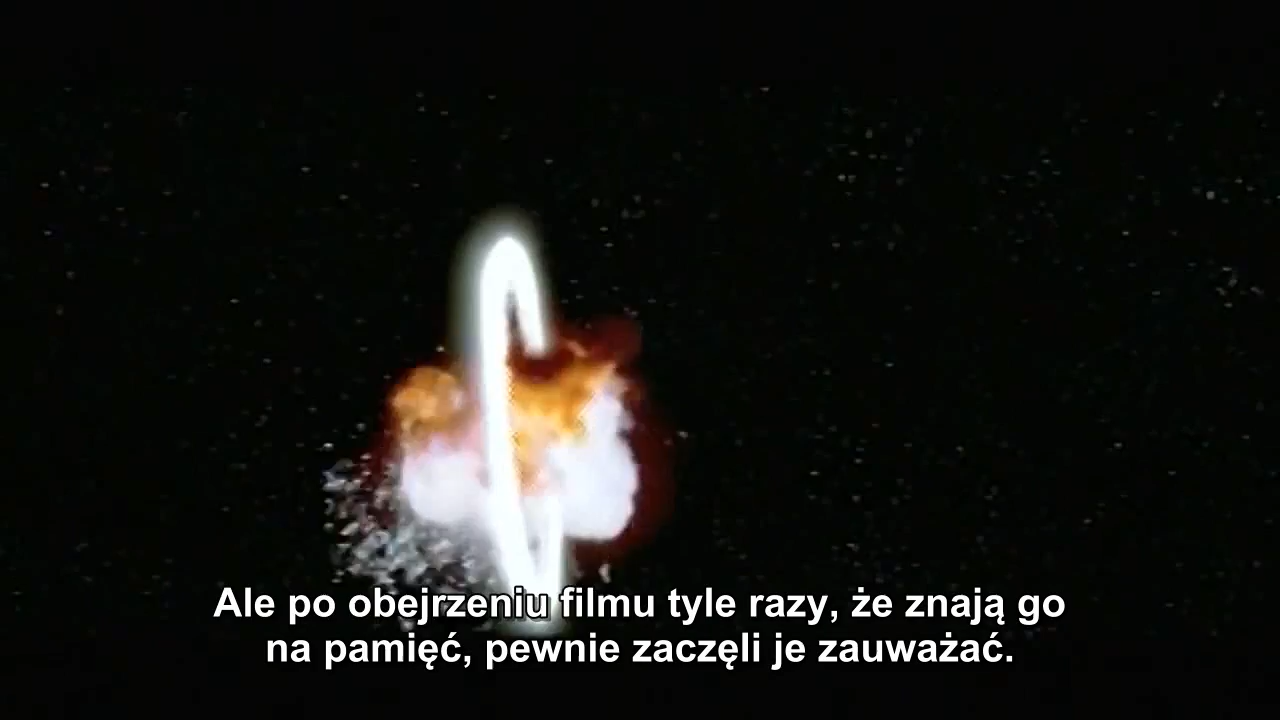 Ale po obejrzeniu filmu tyle razy, że znają go
na pamięć, pewnie zaczęli je zauważać.